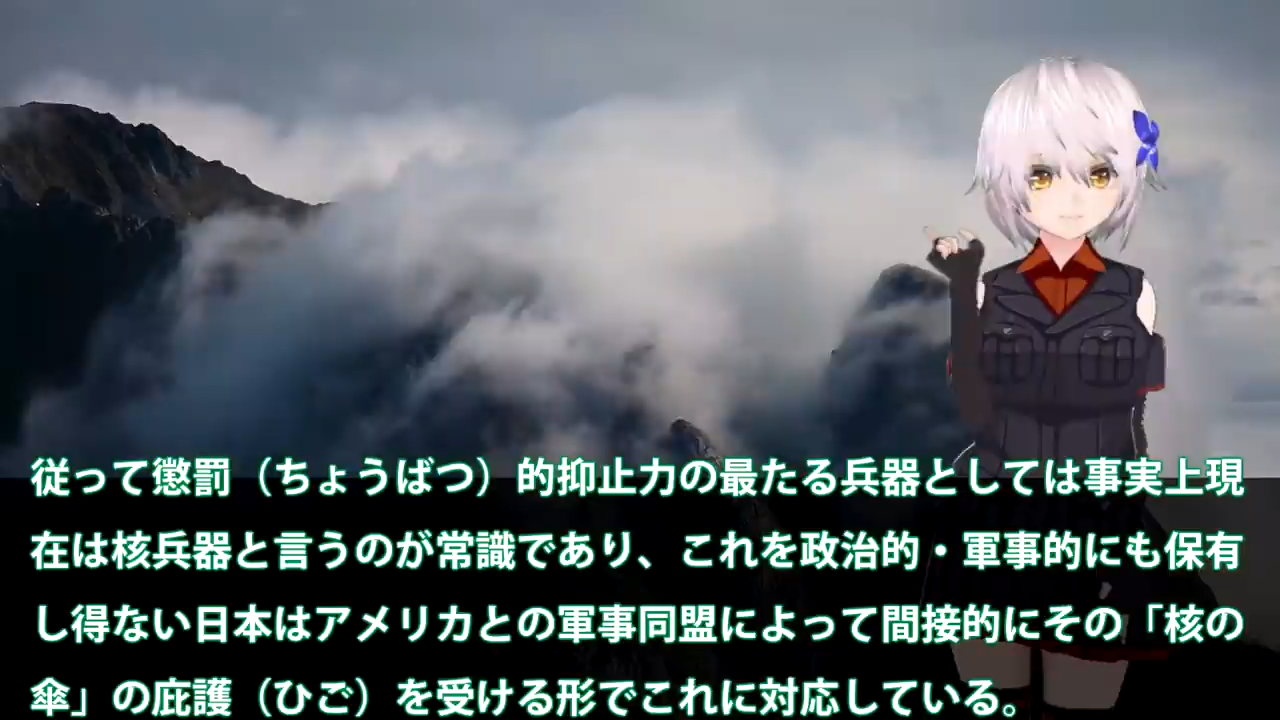 従って懲罰（ちょうばつ）的抑止力の最たる兵器としては事実上現
在は核兵器と言うのが常識であり、これを政治的・軍事的にも保有
し得ない日本はアメリカとの軍事同盟によって間接的にその「核の
傘」の庇護（ひご）を受ける形でこれに対応している。